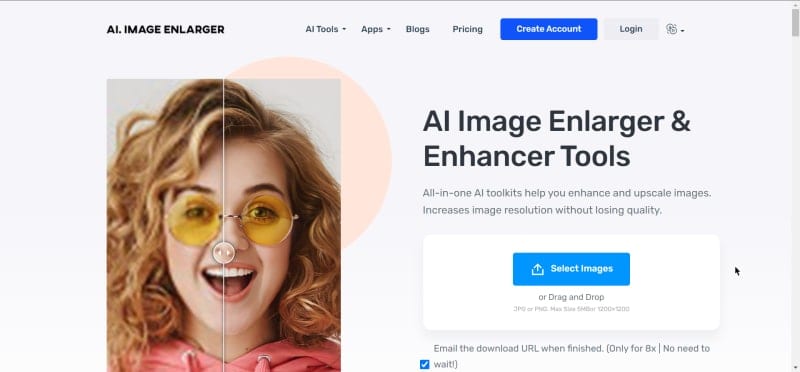 AI. IMAGE ENLARGER
AI Tools
Apps
Blogs
Pricing
Create Account
Login
AI Image Enlarger &
Enhancer Tools
All-in-one AI toolkits help you enhance and upscale images.
Increases image resolution without losing quality.
Select Images
or Drag and Drop
JPG or PNG. Max Size 5MBor 1200x1200
Email the download URL when finished. (Only for 8x | No need to
wait!)